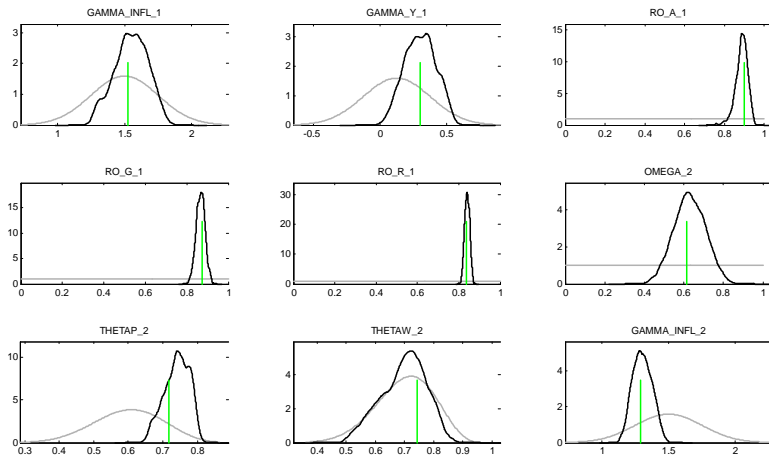 GAMMA_INFL_1 GAMMA_Y_1 RO_A_1
3 2 1 0
1 1.5 2
4 3 2 1 0
-0.5 0 0.5
15 10 5 0
0 0.2 0.4 0.6 0.8 1
RO_G_1 RO_R_1 OMEGA_2
15 10 5 0
0 0.2 0.4 0.6 0.8 1
30 20 10 0
0 0.2 0.4 0.6 0.8 1
4 2 0
0 0.2 0.4 0.6 0.8 1
THETAP_2 THETAW_2 GAMMA_INFL_2
10 5 0
0.3 0.4 0.5 0.6 0.7 0.8
4 2 0
0.4 0.5 0.6 0.7 0.8 0.9 1
4 2 0
1 1.5 2